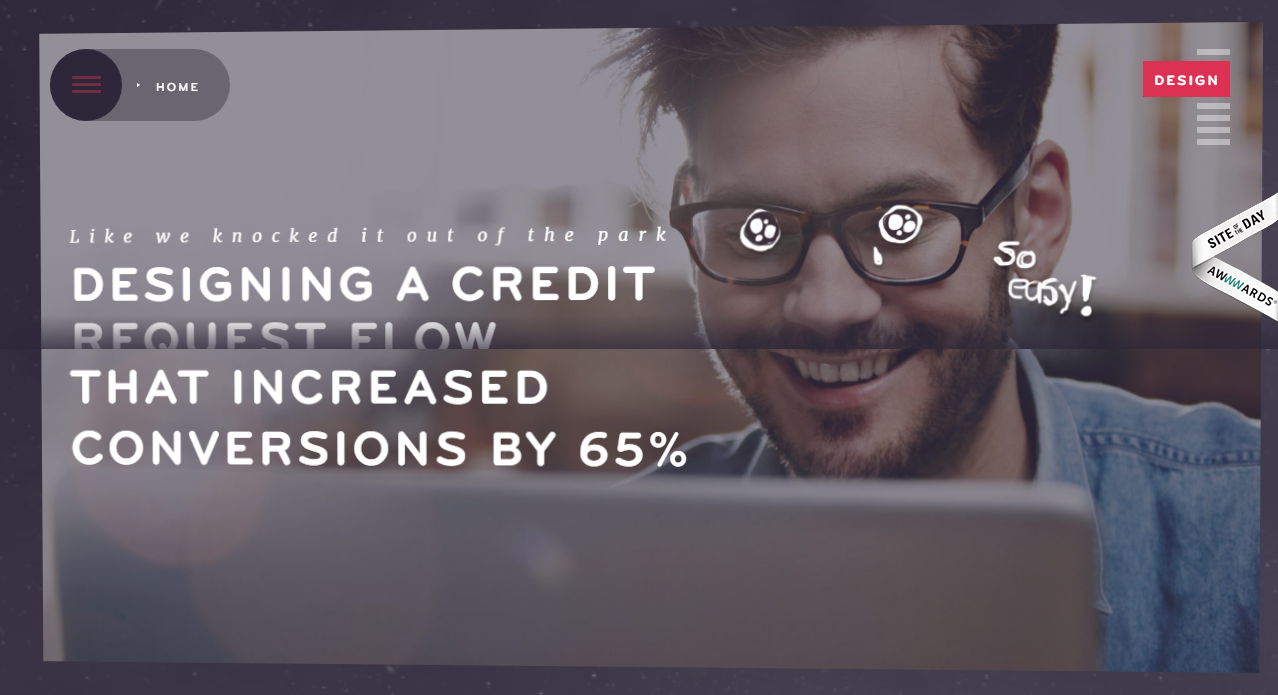 HOME
DESIGN
SITE OF THE DAY
AWWWARDS
Like we knocked it out of the park
DESIGNING A CREDIT
REQUEST FLOW
THAT INCREASED
CONVERSIONS BY 65%
So
easy!